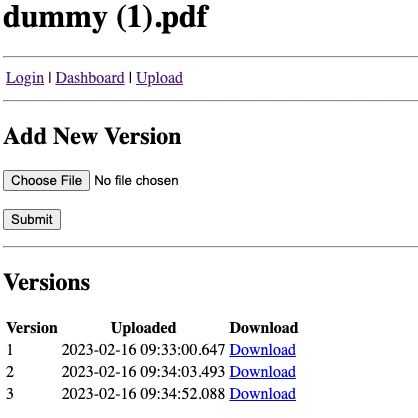 dummy (1).pdf
Login | Dashboard | Upload
Add New Version
Choose File No file chosen
Submit
Versions
Version Uploaded Download
1 2023-02-16 09:33:00.647 Download
2 2023-02-16 09:34:03.493 Download
3 2023-02-16 09:34:52.088 Download